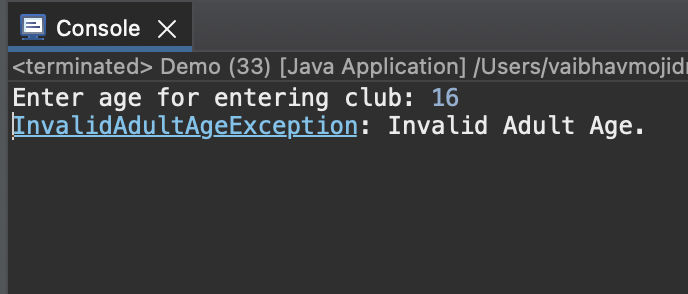 Console
<terminated> Demo (33) [Java Application] /Users/vaibhavmojidr
Enter age for entering club: 16
InvalidAdultAgeException: Invalid Adult Age.